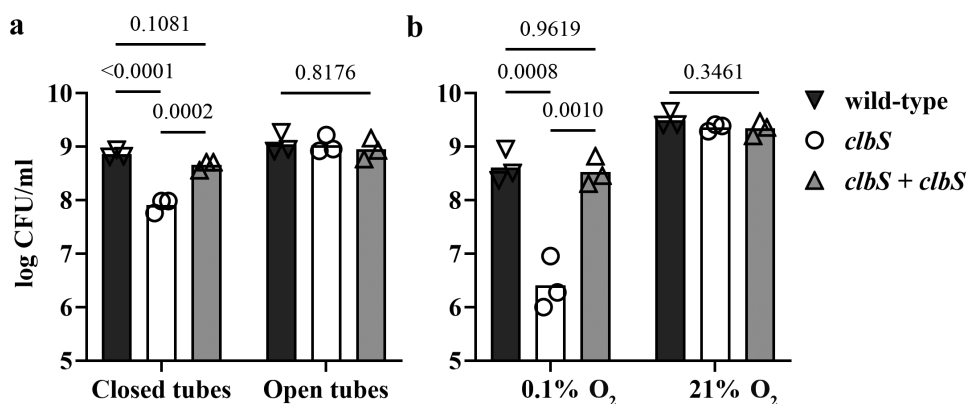 a
0.1081
<0.0001
0.8176
0.0002
10
9
8
7
6
5
log CFU/ml
Closed tubes
Open tubes
b
0.9619
0.0008
0.3461
0.0010
10
9
8
7
6
5
0.1% O₂
21% O₂
wild-type
clbS
clbS + clbS